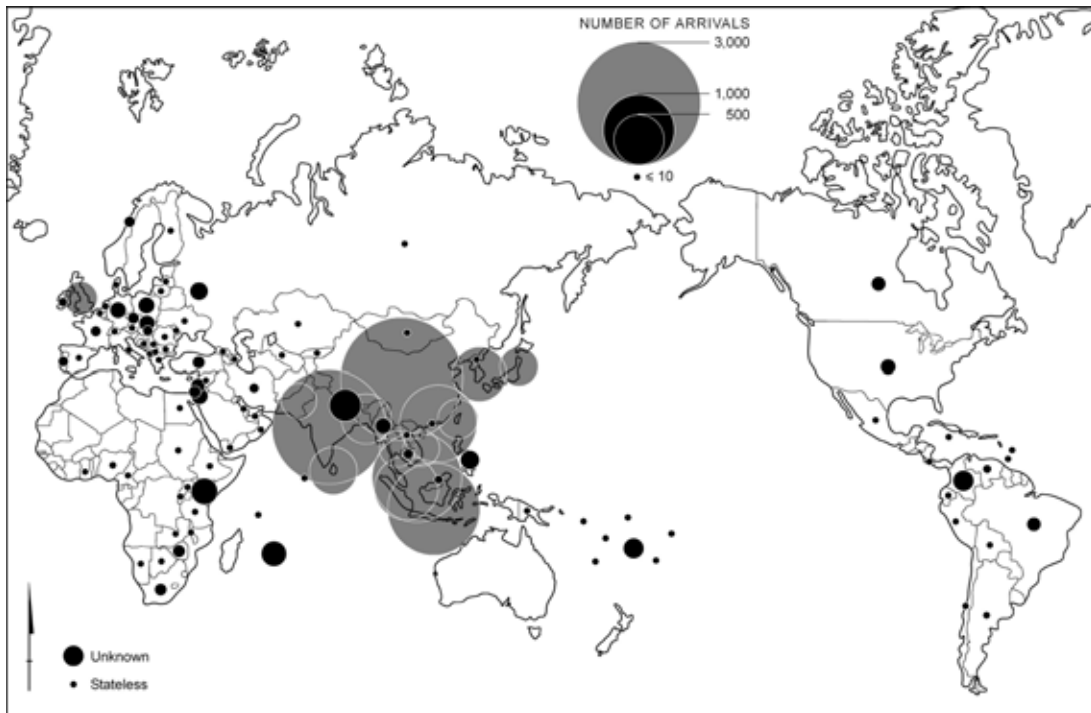 NUMBER OF ARRIVALS
3,000
1,000
500
≤ 10
Unknown
Stateless